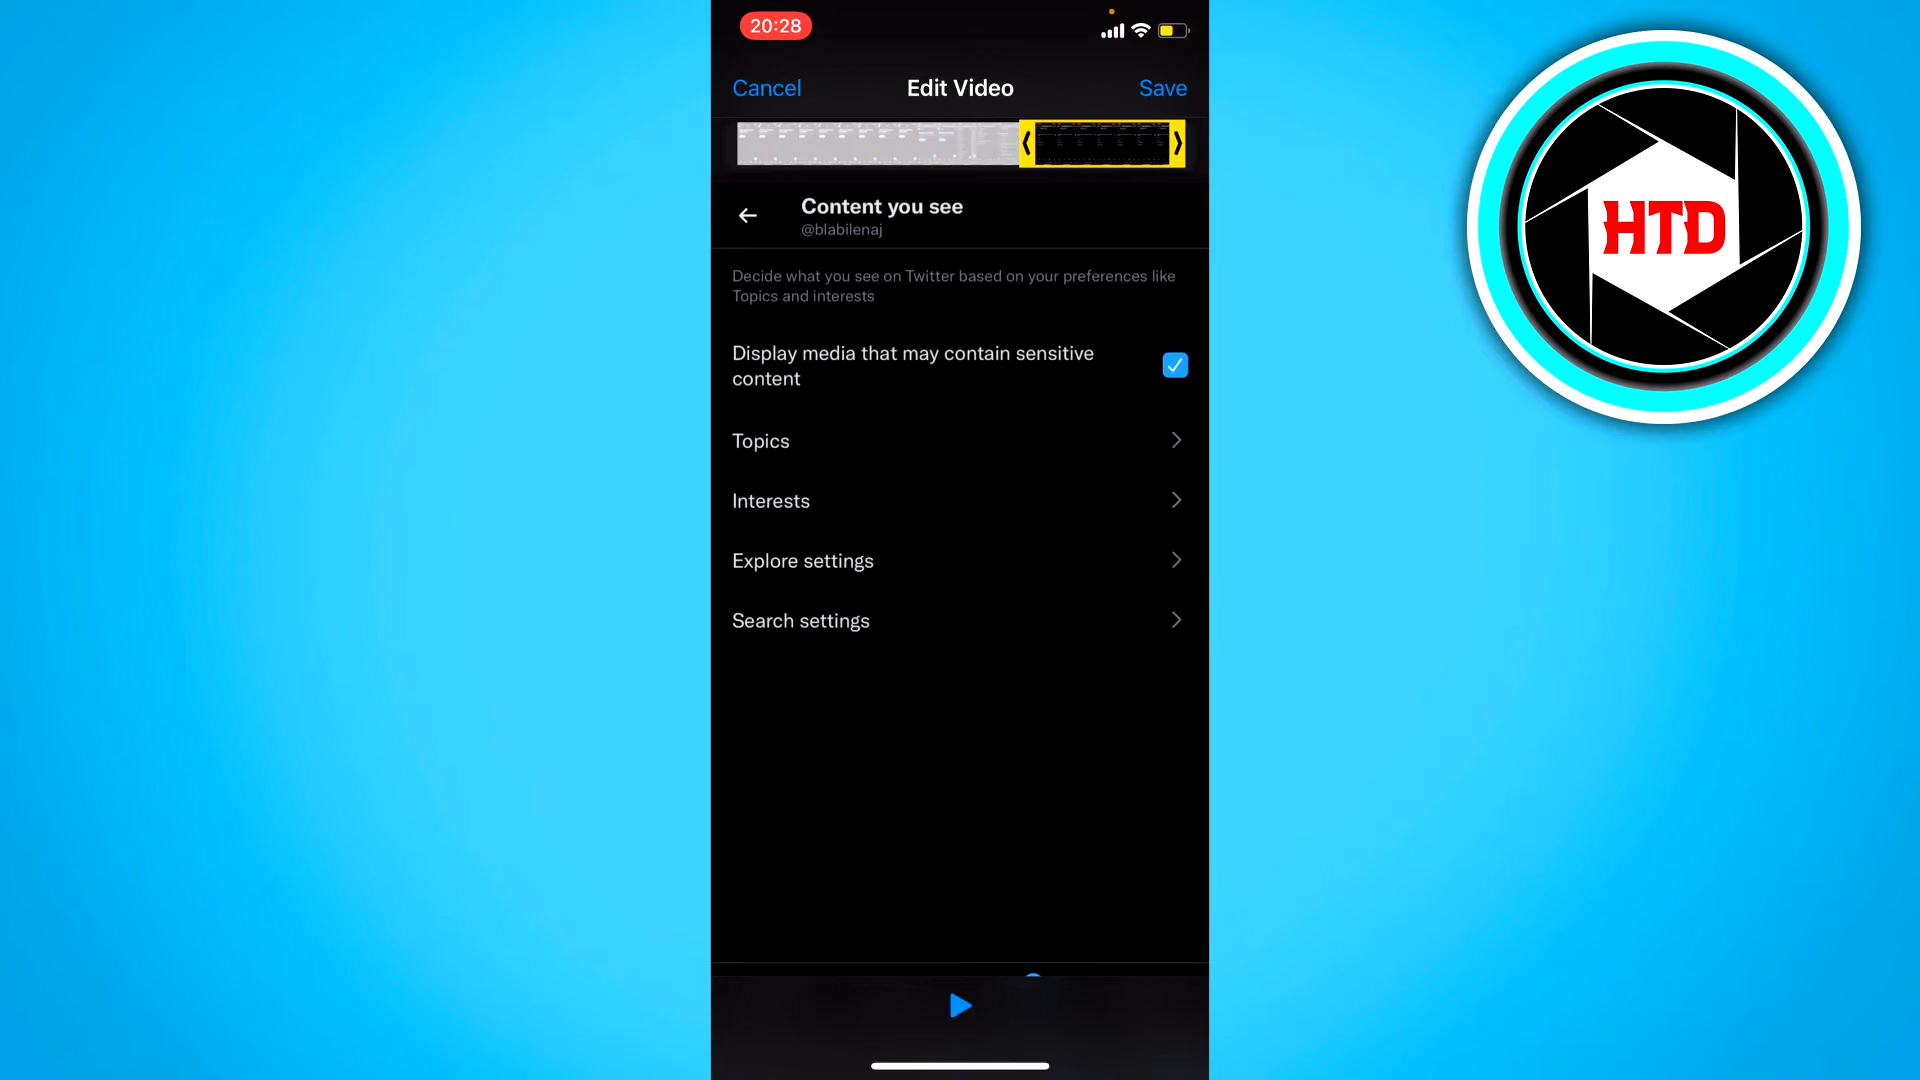 20:28
Cancel
Edit Video
Save
Content you see
@blabilenaj
Decide what you see on Twitter based on your preferences like
Topics and interests
Display media that may contain sensitive
content
Topics
Interests
Explore settings
Search settings
HTD